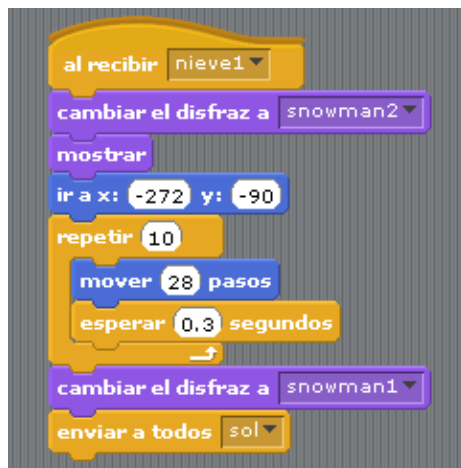 al recibir nieve1
cambiar el disfraz a snowman2
mostrar
ir a x: -272 y: -90
repetir 10
mover 28 pasos
esperar 0.3 segundos
cambiar el disfraz a snowman1
enviar a todos sol